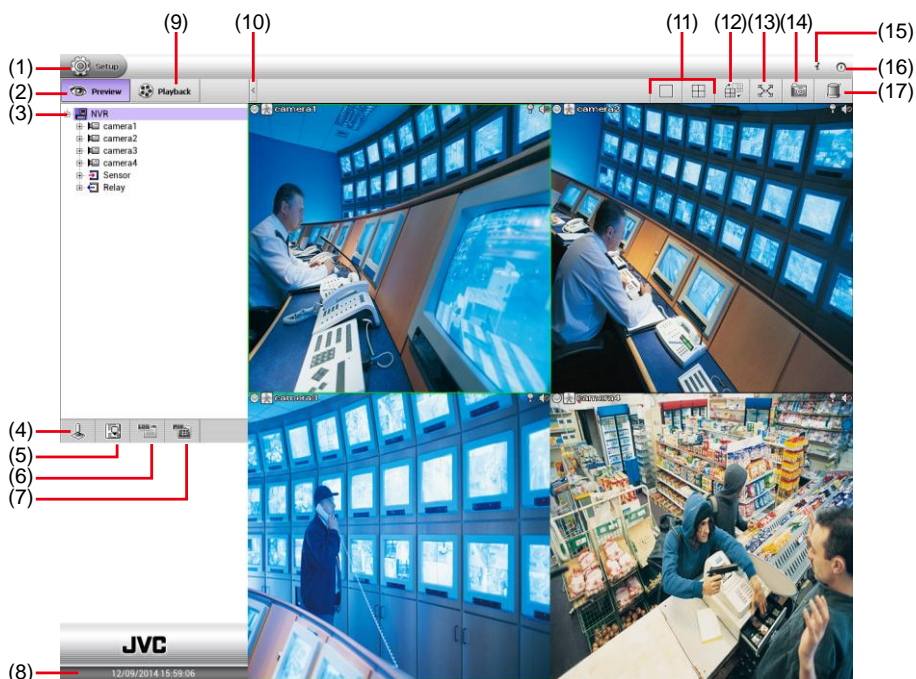 (9) (10) (11) (12) (13) (14) (15)
(1) Setup (16)
(2) Preview Playback < (17)
(3) NVR camera1 camera2
camera1
camera2
camera3
camera4
Sensor
Relay
camera3 camera4
(4)
(5)
(6)
(7)
JVC
(8) 12/09/2014 15:59:06